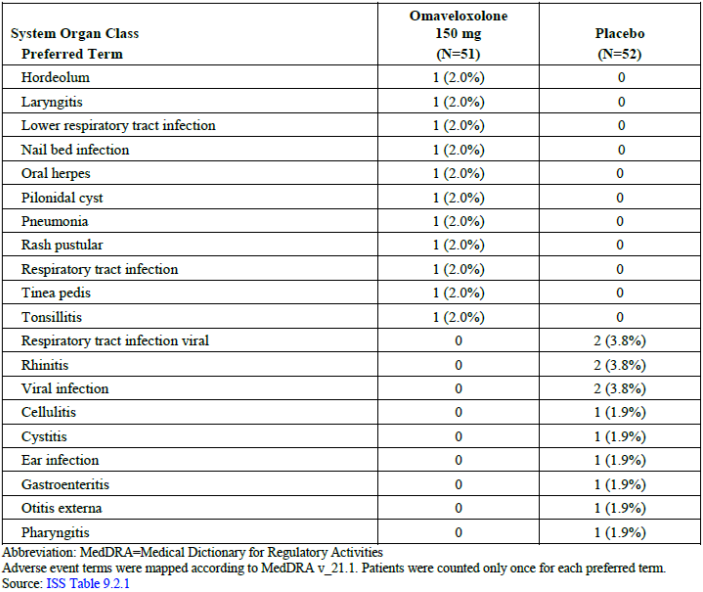 System Organ Class Preferred Term Omaveloxolone 150 mg (N=51) Placebo (N=52)
Hordeolum 1 (2.0%) 0
Laryngitis 1 (2.0%) 0
Lower respiratory tract infection 1 (2.0%) 0
Nail bed infection 1 (2.0%) 0
Oral herpes 1 (2.0%) 0
Pilonidal cyst 1 (2.0%) 0
Pneumonia 1 (2.0%) 0
Rash pustular 1 (2.0%) 0
Respiratory tract infection 1 (2.0%) 0
Tinea pedis 1 (2.0%) 0
Tonsillitis 1 (2.0%) 0
Respiratory tract infection viral 0 2 (3.8%)
Rhinitis 0 2 (3.8%)
Viral infection 0 2 (3.8%)
Cellulitis 0 1 (1.9%)
Cystitis 0 1 (1.9%)
Ear infection 0 1 (1.9%)
Gastroenteritis 0 1 (1.9%)
Otitis externa 0 1 (1.9%)
Pharyngitis 0 1 (1.9%)
Abbreviation: MedDRA=Medical Dictionary for Regulatory Activities
Adverse event terms were mapped according to MedDRA v_21.1. Patients were counted only once for each preferred term.
Source: ISS Table 9.2.1